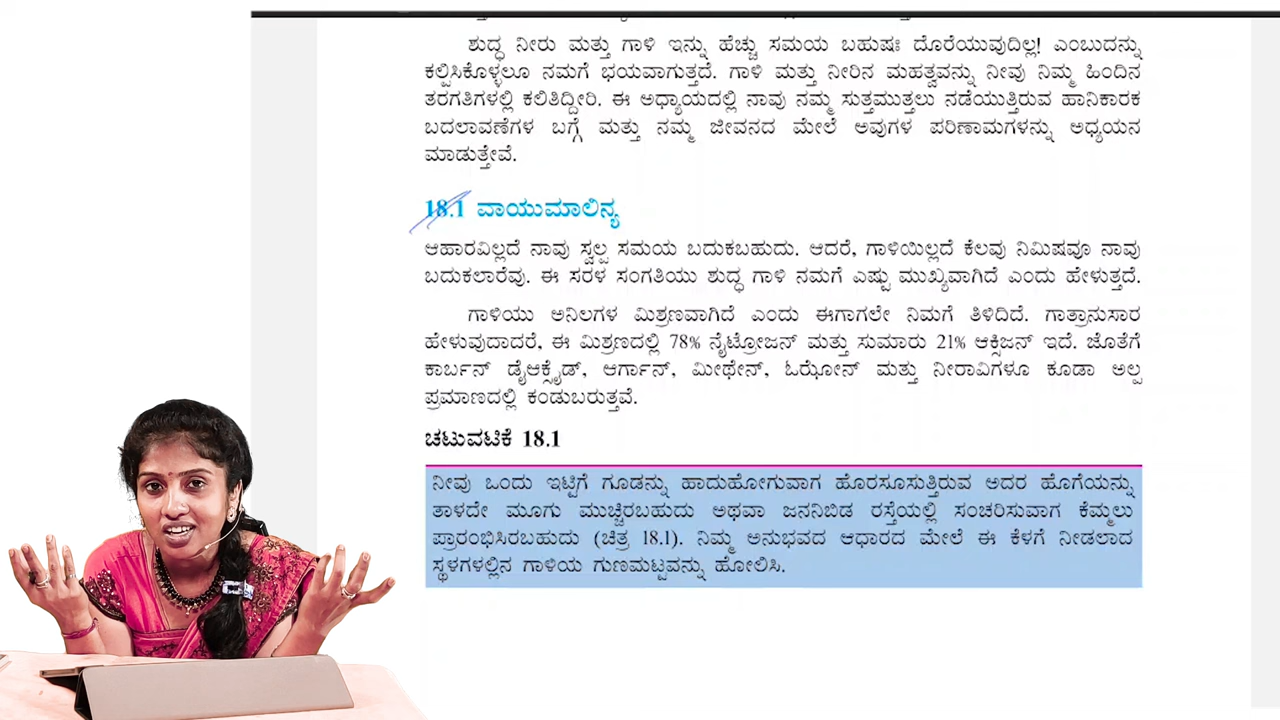 ಶುದ್ಧ ನೀರು ಮತ್ತು ಗಾಳಿ ಇನ್ನು ಹೆಚ್ಚು ಸಮಯ ಬಹುಷಃ ದೊರೆಯುವುದಿಲ್ಲ! ಎಂಬುದನ್ನು
ಕಲ್ಪಿಸಿಕೊಳ್ಳಲೂ ನಮಗೆ ಭಯವಾಗುತ್ತದೆ. ಗಾಳಿ ಮತ್ತು ನೀರಿನ ಮಹತ್ವವನ್ನು ನೀವು ನಿಮ್ಮ ಹಿಂದಿನ
ತರಗತಿಗಳಲ್ಲಿ ಕಲಿತಿದ್ದೀರಿ. ಈ ಅಧ್ಯಾಯದಲ್ಲಿ ನಾವು ನಮ್ಮ ಸುತ್ತಮುತ್ತಲು ನಡೆಯುತ್ತಿರುವ ಹಾನಿಕಾರಕ
ಬದಲಾವಣೆಗಳ ಬಗ್ಗೆ ಮತ್ತು ನಮ್ಮ ಜೀವನದ ಮೇಲೆ ಅವುಗಳ ಪರಿಣಾಮಗಳನ್ನು ಅಧ್ಯಯನ
ಮಾಡುತ್ತೇವೆ.
18.1 ವಾಯುಮಾಲಿನ್ಯ
ಆಹಾರವಿಲ್ಲದೆ ನಾವು ಸ್ವಲ್ಪ ಸಮಯ ಬದುಕಬಹುದು. ಆದರೆ, ಗಾಳಿಯಿಲ್ಲದೆ ಕೆಲವು ನಿಮಿಷವೂ ನಾವು
ಬದುಕಲಾರೆವು. ಈ ಸರಳ ಸಂಗತಿಯು ಶುದ್ಧ ಗಾಳಿ ನಮಗೆ ಎಷ್ಟು ಮುಖ್ಯವಾಗಿದೆ ಎಂದು ಹೇಳುತ್ತದೆ.
ಗಾಳಿಯು ಅನಿಲಗಳ ಮಿಶ್ರಣವಾಗಿದೆ ಎಂದು ಈಗಾಗಲೇ ನಿಮಗೆ ತಿಳಿದಿದೆ. ಗಾತ್ರಾನುಸಾರ
ಹೇಳುವುದಾದರೆ, ಈ ಮಿಶ್ರಣದಲ್ಲಿ 78% ನೈಟ್ರೋಜನ್ ಮತ್ತು ಸುಮಾರು 21% ಆಕ್ಸಿಜನ್ ಇದೆ. ಜೊತೆಗೆ
ಕಾರ್ಬನ್ ಡೈಆಕ್ಸೈಡ್, ಆರ್ಗಾನ್, ಮೀಥೇನ್, ಓಝೋನ್ ಮತ್ತು ನೀರಾವಿಗಳೂ ಕೂಡಾ ಅಲ್ಪ
ಪ್ರಮಾಣದಲ್ಲಿ ಕಂಡುಬರುತ್ತವೆ.
ಚಟುವಟಿಕೆ 18.1
ನೀವು ಒಂದು ಇಟ್ಟಿಗೆ ಗೂಡನ್ನು ಹಾದುಹೋಗುವಾಗ ಹೊರಸೂಸುತ್ತಿರುವ ಅದರ ಹೊಗೆಯನ್ನು
ತಾಳದೇ ಮೂಗು ಮುಚ್ಚಿರಬಹುದು ಅಥವಾ ಜನನಿಬಿಡ ರಸ್ತೆಯಲ್ಲಿ ಸಂಚರಿಸುವಾಗ ಕೆಮ್ಮಲು
ಪ್ರಾರಂಭಿಸಿರಬಹುದು (ಚಿತ್ರ 18.1). ನಿಮ್ಮ ಅನುಭವದ ಆಧಾರದ ಮೇಲೆ ಈ ಕೆಳಗೆ ನೀಡಲಾದ
ಸ್ಥಳಗಳಲ್ಲಿನ ಗಾಳಿಯ ಗುಣಮಟ್ಟವನ್ನು ಹೋಲಿಸಿ.